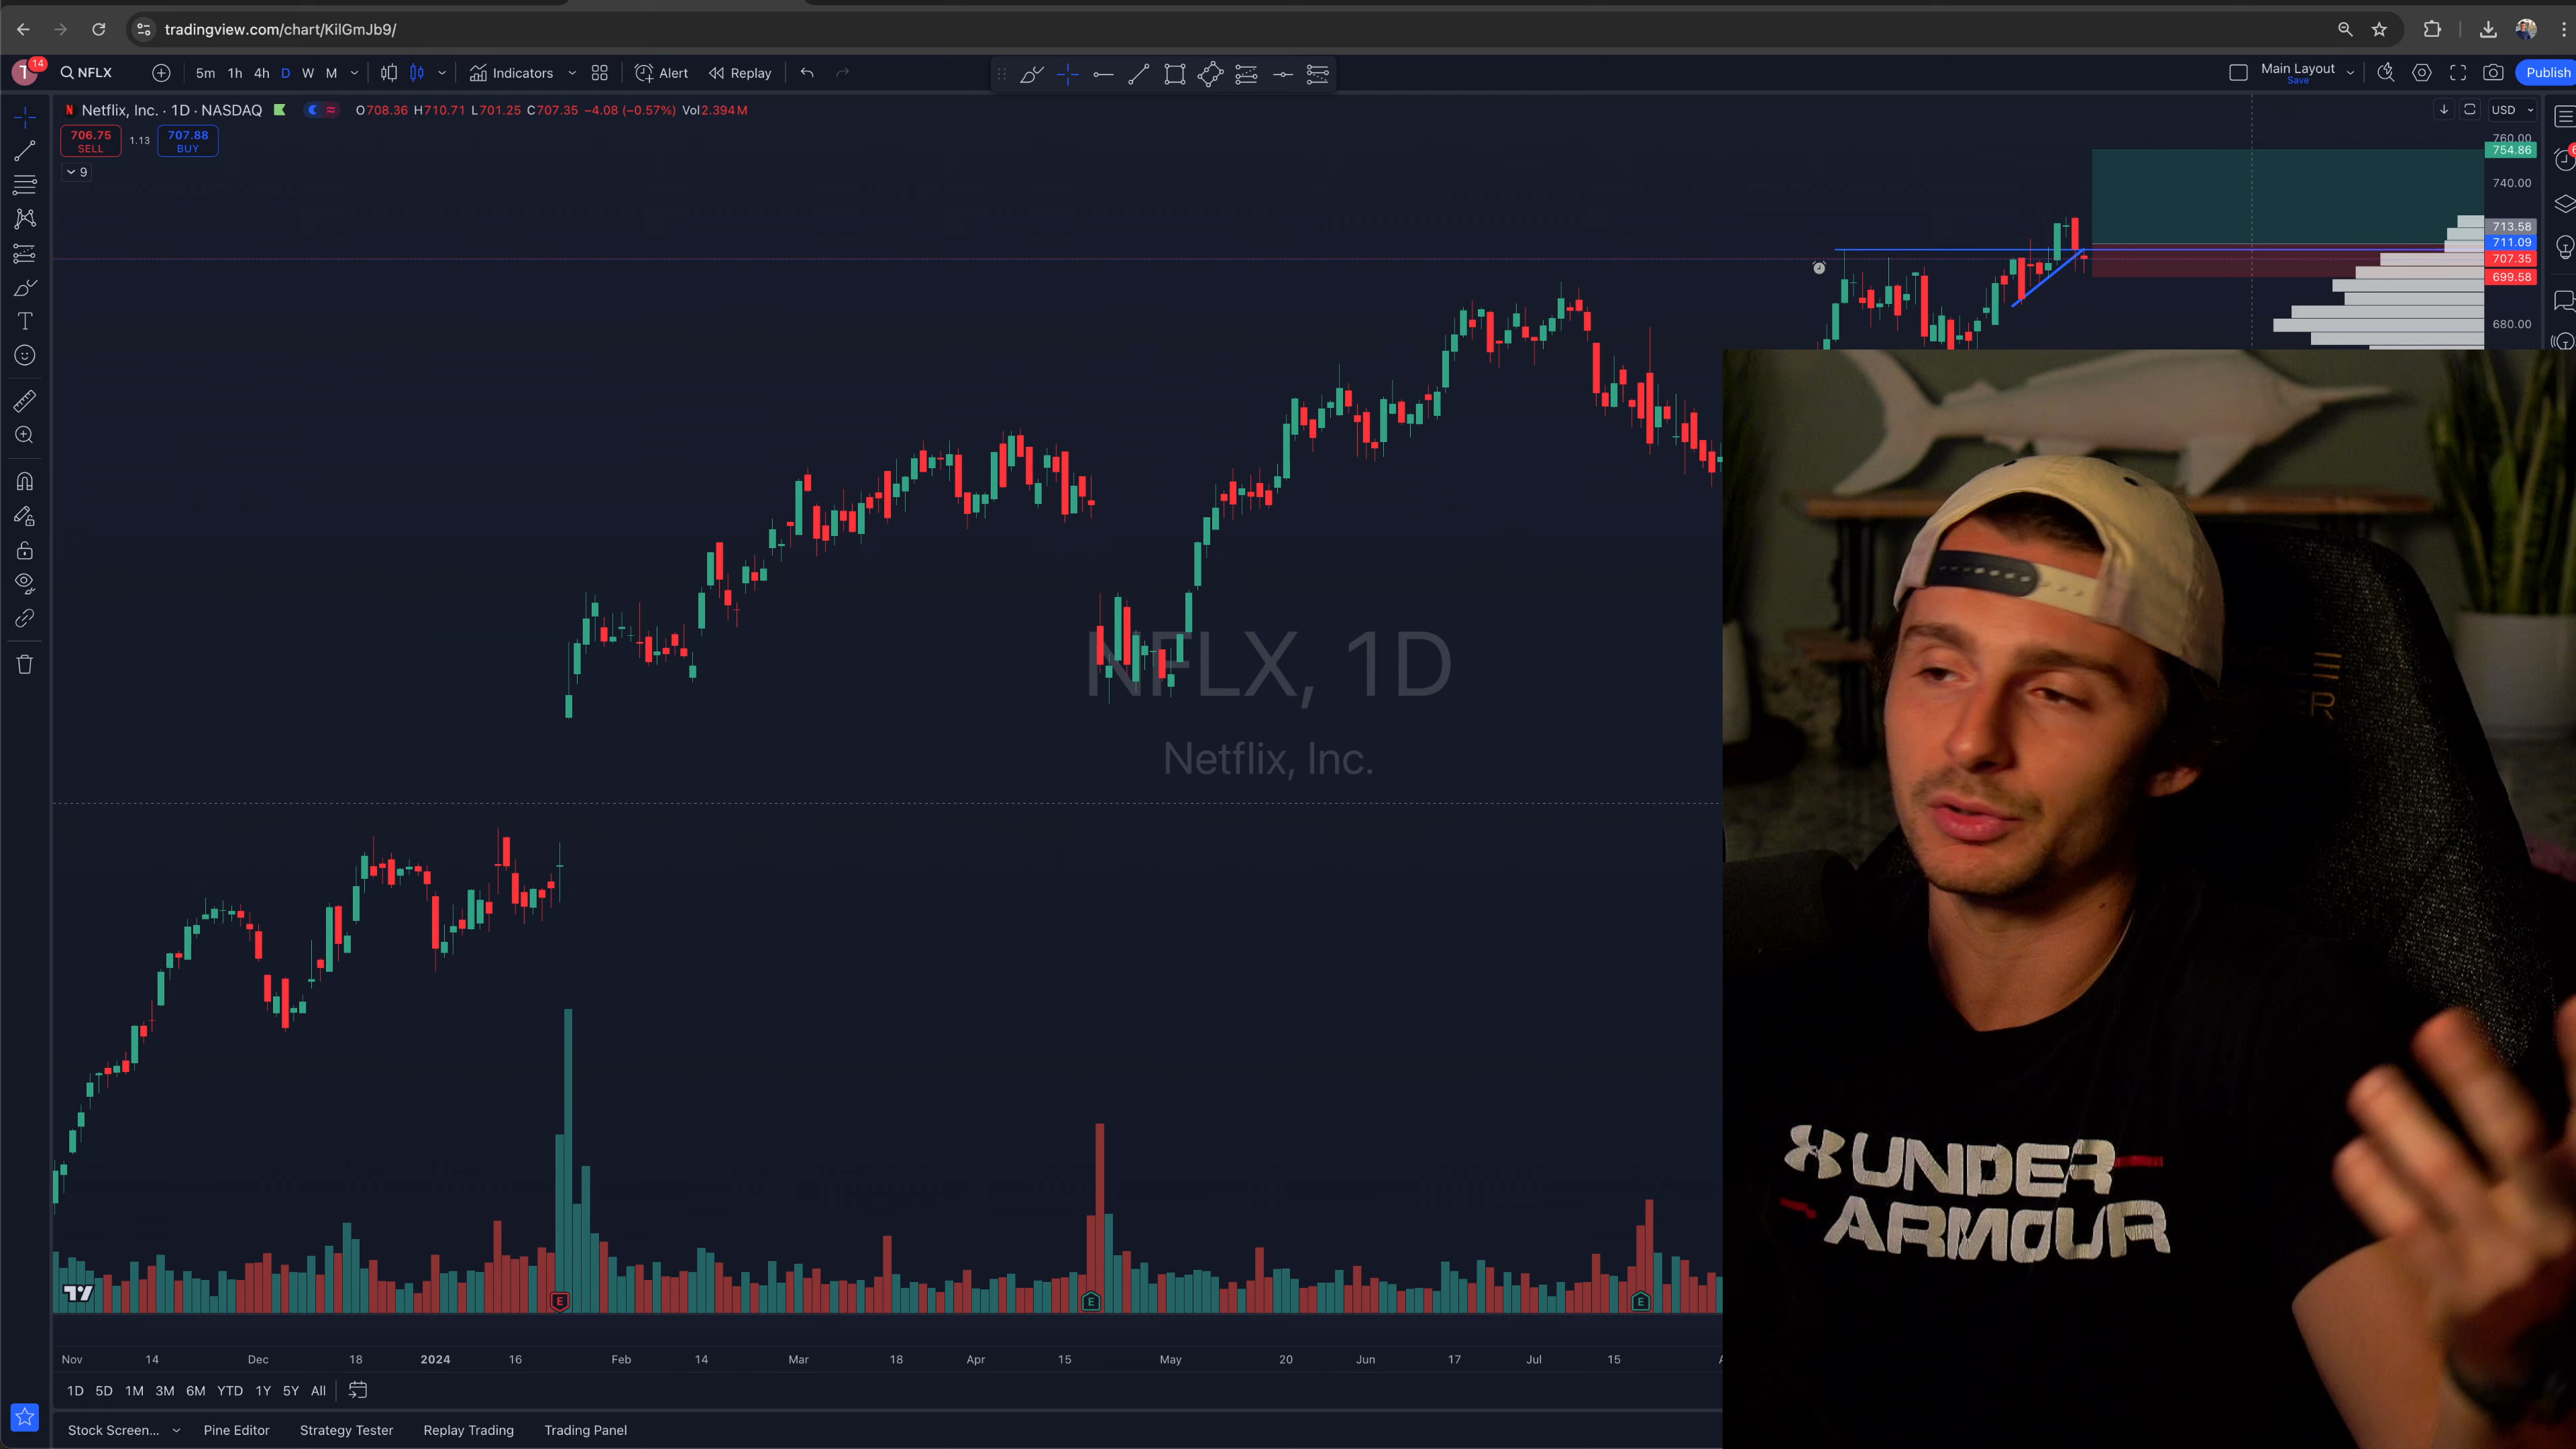 tradingview.com/chart/KilGmJb9/
T 14 NFLX 5m 1h 4h D W M Indicators Alert Replay Main Layout Save Publish
Netflix, Inc. · 1D · NASDAQ O708.36 H710.71 L701.25 C707.35 −4.08 (−0.57%) Vol2.394M USD
706.75 SELL 1.13 707.88 BUY
9
760.00
754.86
740.00
713.58
711.09
707.35
699.58
680.00
NFLX, 1D
Netflix, Inc.
UNDER
ARMOUR
E E E
Nov 14 Dec 18 2024 16 Feb 14 Mar 18 Apr 15 May 20 Jun 17 Jul 15
1D 5D 1M 3M 6M YTD 1Y 5Y All
Stock Screen... Pine Editor Strategy Tester Replay Trading Trading Panel